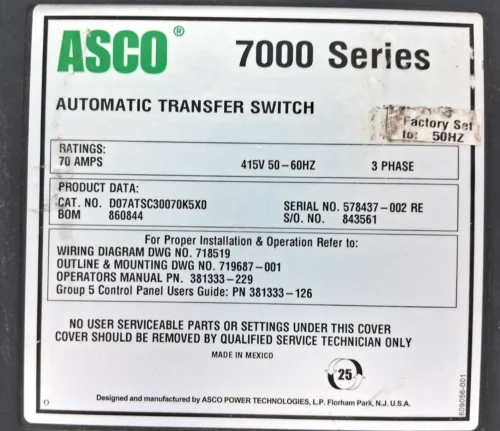 ASCO® 7000 Series
AUTOMATIC TRANSFER SWITCH
Factory Set
to: 50HZ
RATINGS:
70 AMPS 415V 50-60HZ 3 PHASE
PRODUCT DATA:
CAT. NO. D07ATSC30070K5X0 SERIAL NO. 578437-002 RE
BOM 860844 S/O. NO. 843561
For Proper Installation & Operation Refer to:
WIRING DIAGRAM DWG NO. 718519
OUTLINE & MOUNTING DWG NO. 719687-001
OPERATORS MANUAL PN. 381333-229
Group 5 Control Panel Users Guide: PN 381333-126
NO USER SERVICEABLE PARTS OR SETTINGS UNDER THIS COVER
COVER SHOULD BE REMOVED BY QUALIFIED SERVICE TECHNICIAN ONLY
MADE IN MEXICO
25
Designed and manufactured by ASCO POWER TECHNOLOGIES, L.P. Florham Park, N.J. U.S.A.
609056-001